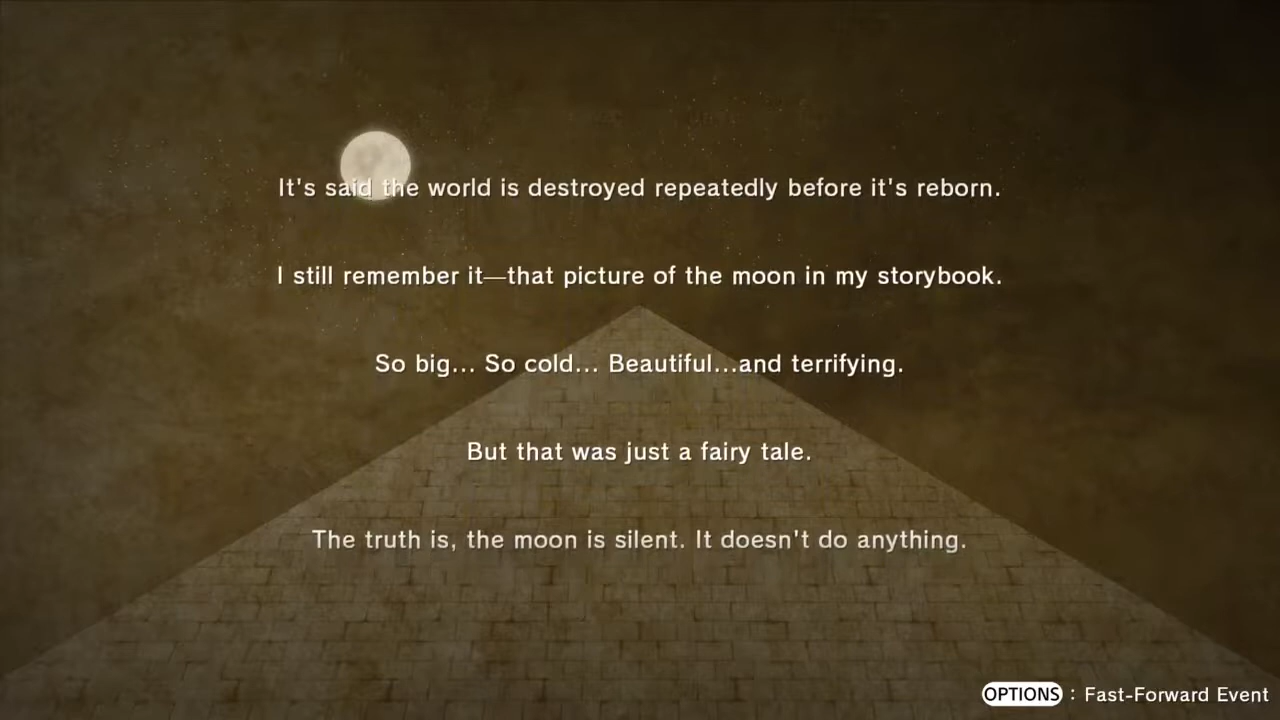 It's said the world is destroyed repeatedly before it's reborn.
I still remember it—that picture of the moon in my storybook.
So big... So cold... Beautiful...and terrifying.
But that was just a fairy tale.
The truth is, the moon is silent. It doesn't do anything.
OPTIONS : Fast-Forward Event